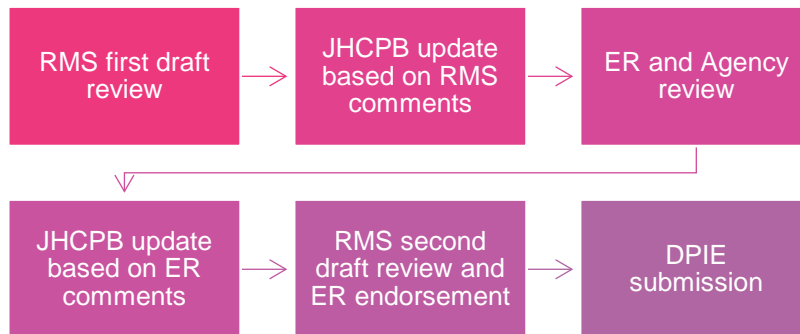 RMS first draft
review
JHCPB update
based on RMS
comments
ER and Agency
review
JHCPB update
based on ER
comments
RMS second
draft review and
ER endorsement
DPIE
submission